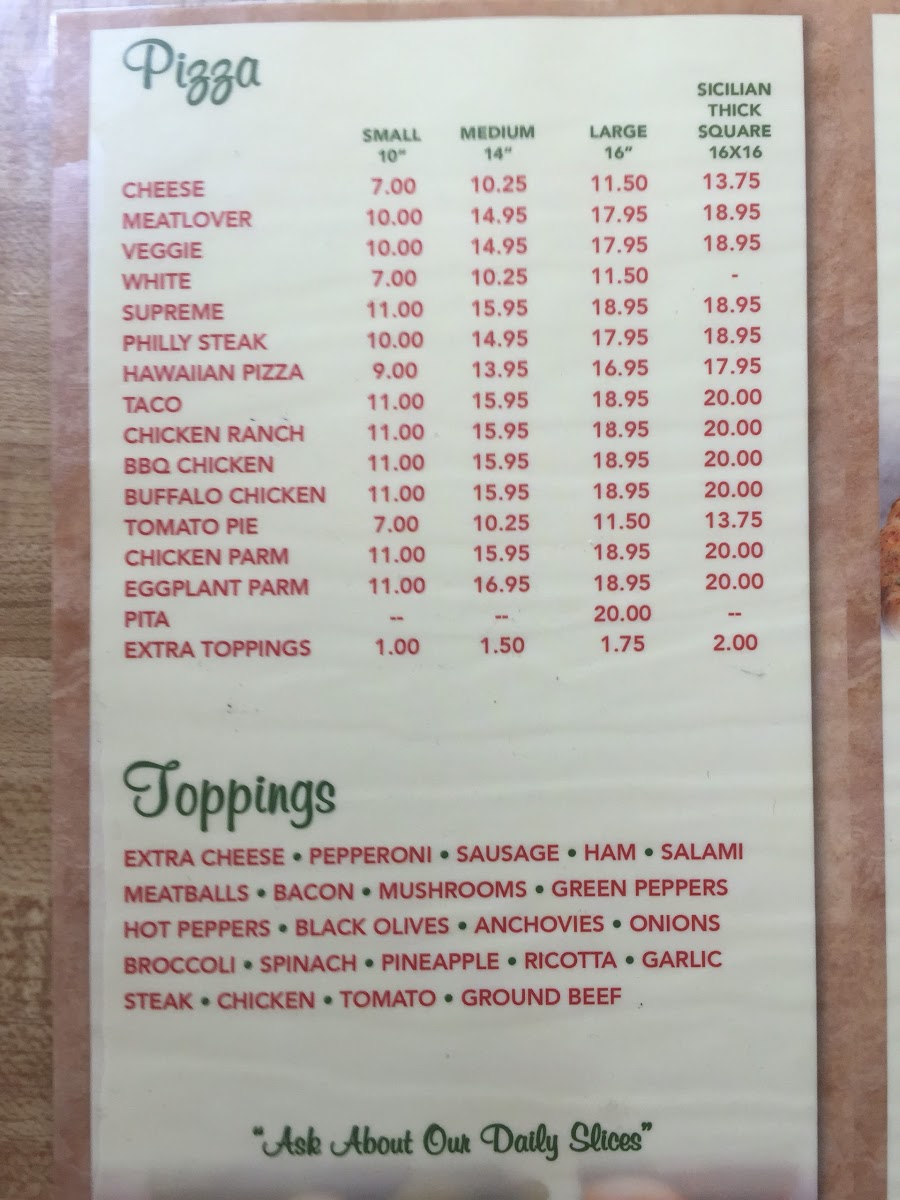 Pizza
SICILIAN
THICK
SMALL MEDIUM LARGE SQUARE
10" 14" 16" 16X16
CHEESE 7.00 10.25 11.50 13.75
MEATLOVER 10.00 14.95 17.95 18.95
VEGGIE 10.00 14.95 17.95 18.95
WHITE 7.00 10.25 11.50 -
SUPREME 11.00 15.95 18.95 18.95
PHILLY STEAK 10.00 14.95 17.95 18.95
HAWAIIAN PIZZA 9.00 13.95 16.95 17.95
TACO 11.00 15.95 18.95 20.00
CHICKEN RANCH 11.00 15.95 18.95 20.00
BBQ CHICKEN 11.00 15.95 18.95 20.00
BUFFALO CHICKEN 11.00 15.95 18.95 20.00
TOMATO PIE 7.00 10.25 11.50 13.75
CHICKEN PARM 11.00 15.95 18.95 20.00
EGGPLANT PARM 11.00 16.95 18.95 20.00
PITA -- -- 20.00 --
EXTRA TOPPINGS 1.00 1.50 1.75 2.00
Toppings
EXTRA CHEESE • PEPPERONI • SAUSAGE • HAM • SALAMI
MEATBALLS • BACON • MUSHROOMS • GREEN PEPPERS
HOT PEPPERS • BLACK OLIVES • ANCHOVIES • ONIONS
BROCCOLI • SPINACH • PINEAPPLE • RICOTTA • GARLIC
STEAK • CHICKEN • TOMATO • GROUND BEEF
"Ask About Our Daily Slices"